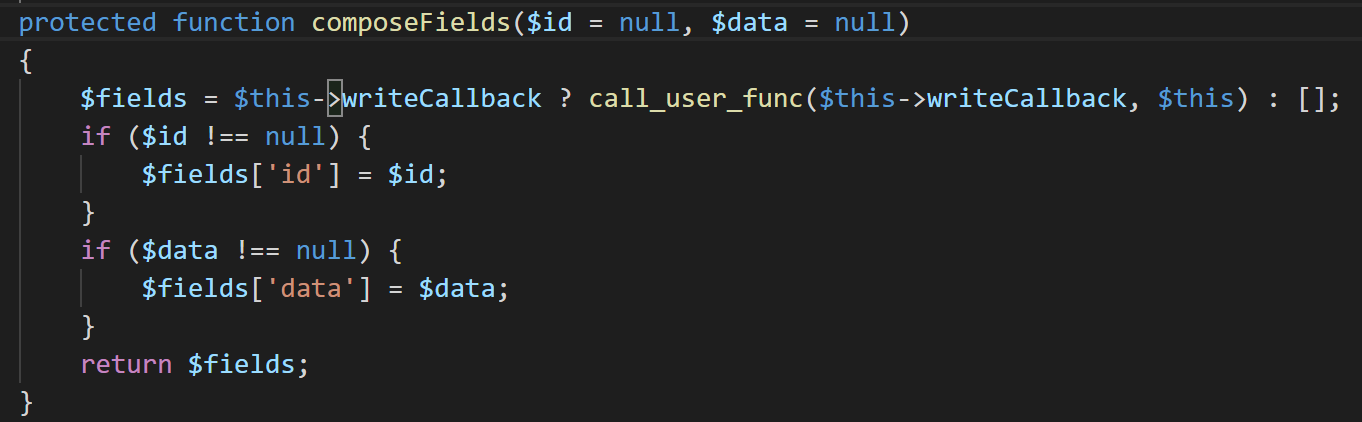 protected function composeFields($id = null, $data = null)
{
    $fields = $this->writeCallback ? call_user_func($this->writeCallback, $this) : [];
    if ($id !== null) {
        $fields['id'] = $id;
    }
    if ($data !== null) {
        $fields['data'] = $data;
    }
    return $fields;
}